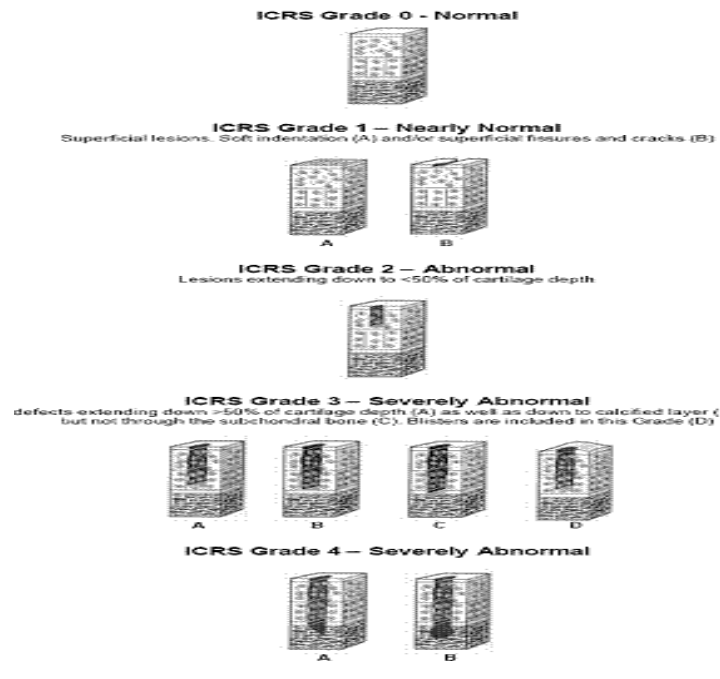 ICRS Grade 0 - Normal
ICRS Grade 1 – Nearly Normal
Superficial lesions. Soft indentation (A) and/or superficial fissures and cracks (B)
A B
ICRS Grade 2 – Abnormal
Lesions extending down to <50% of cartilage depth
ICRS Grade 3 – Severely Abnormal
defects extending down >50% of cartilage depth (A) as well as down to calcified layer (
but not through the subchondral bone (C). Blisters are included in this Grade (D)
A B C D
ICRS Grade 4 – Severely Abnormal
A B